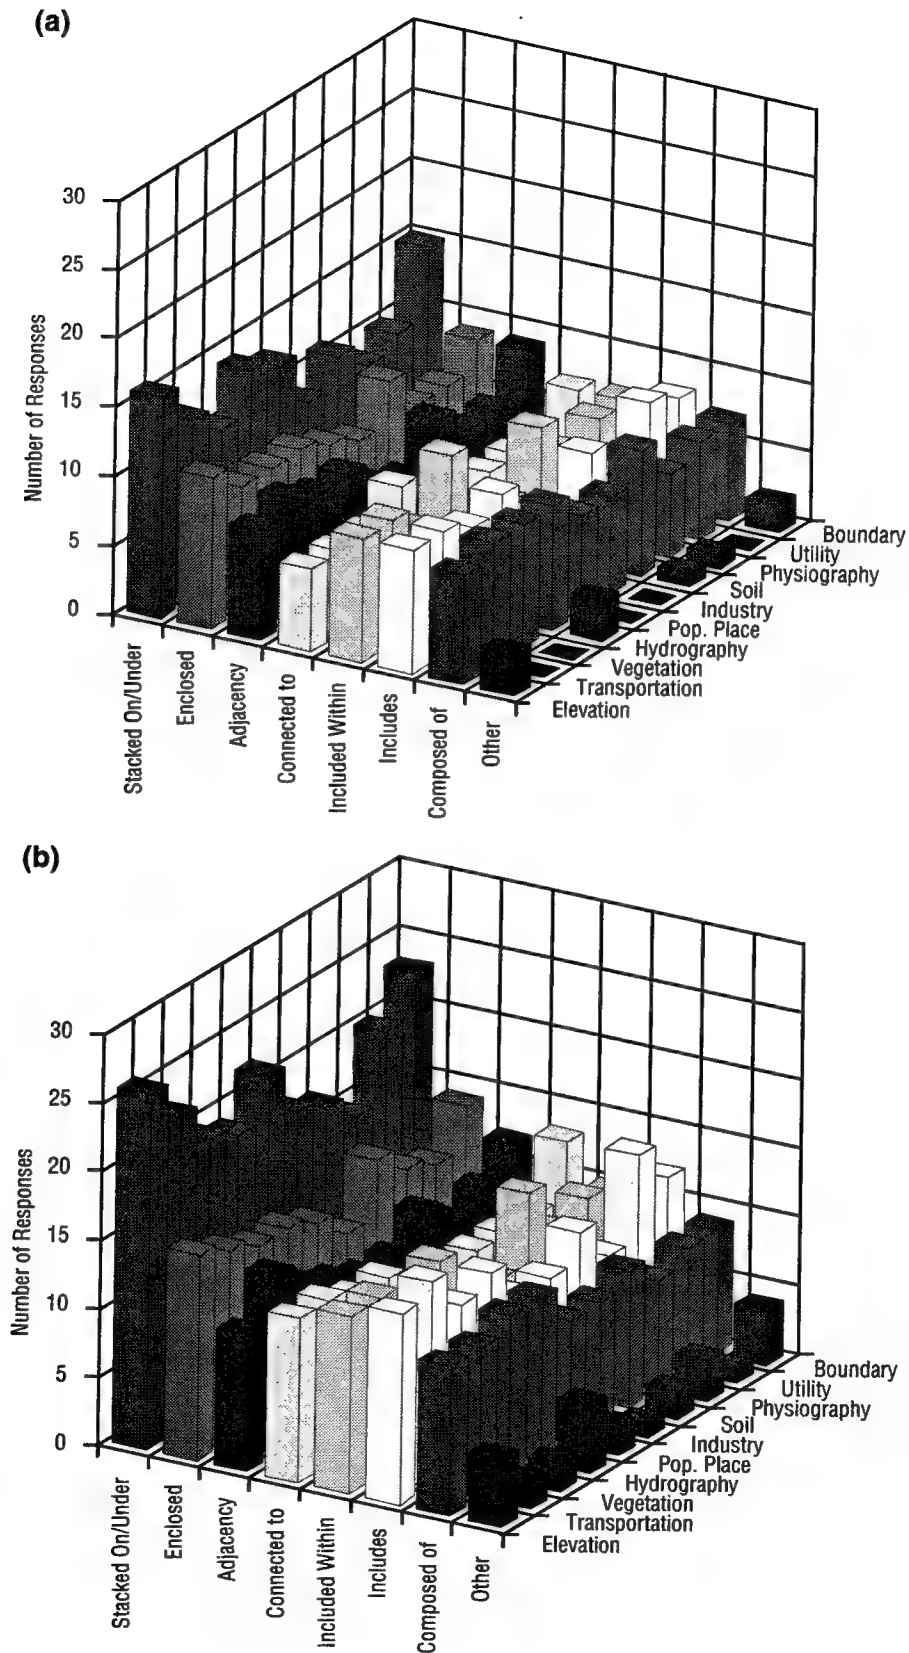 (a)
30
25
20
15
10
5
0
Number of Responses
Stacked On/Under
Enclosed
Adjacency
Connected to
Included Within
Includes
Composed of
Other
Boundary
Utility
Physiography
Soil
Industry
Pop. Place
Hydrography
Vegetation
Transportation
Elevation
(b)
30
25
20
15
10
5
0
Number of Responses
Stacked On/Under
Enclosed
Adjacency
Connected to
Included Within
Includes
Composed of
Other
Boundary
Utility
Physiography
Soil
Industry
Pop. Place
Hydrography
Vegetation
Transportation
Elevation